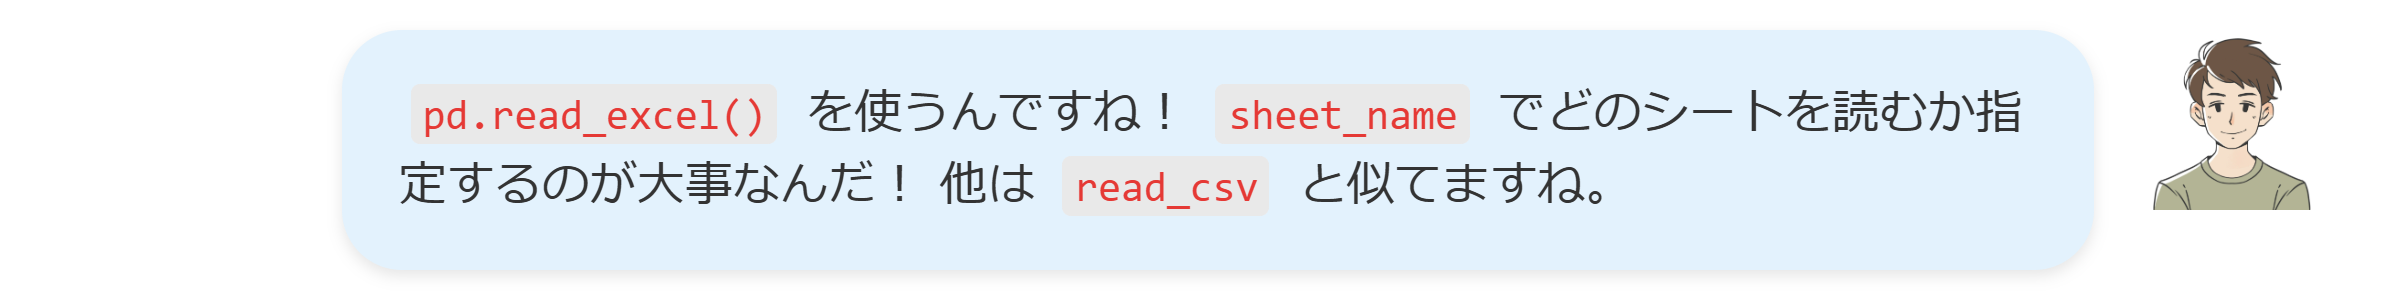 pd.read_excel() を使うんですね! sheet_name でどのシートを読むか指
定するのが大事なんだ! 他は read_csv と似てますね。